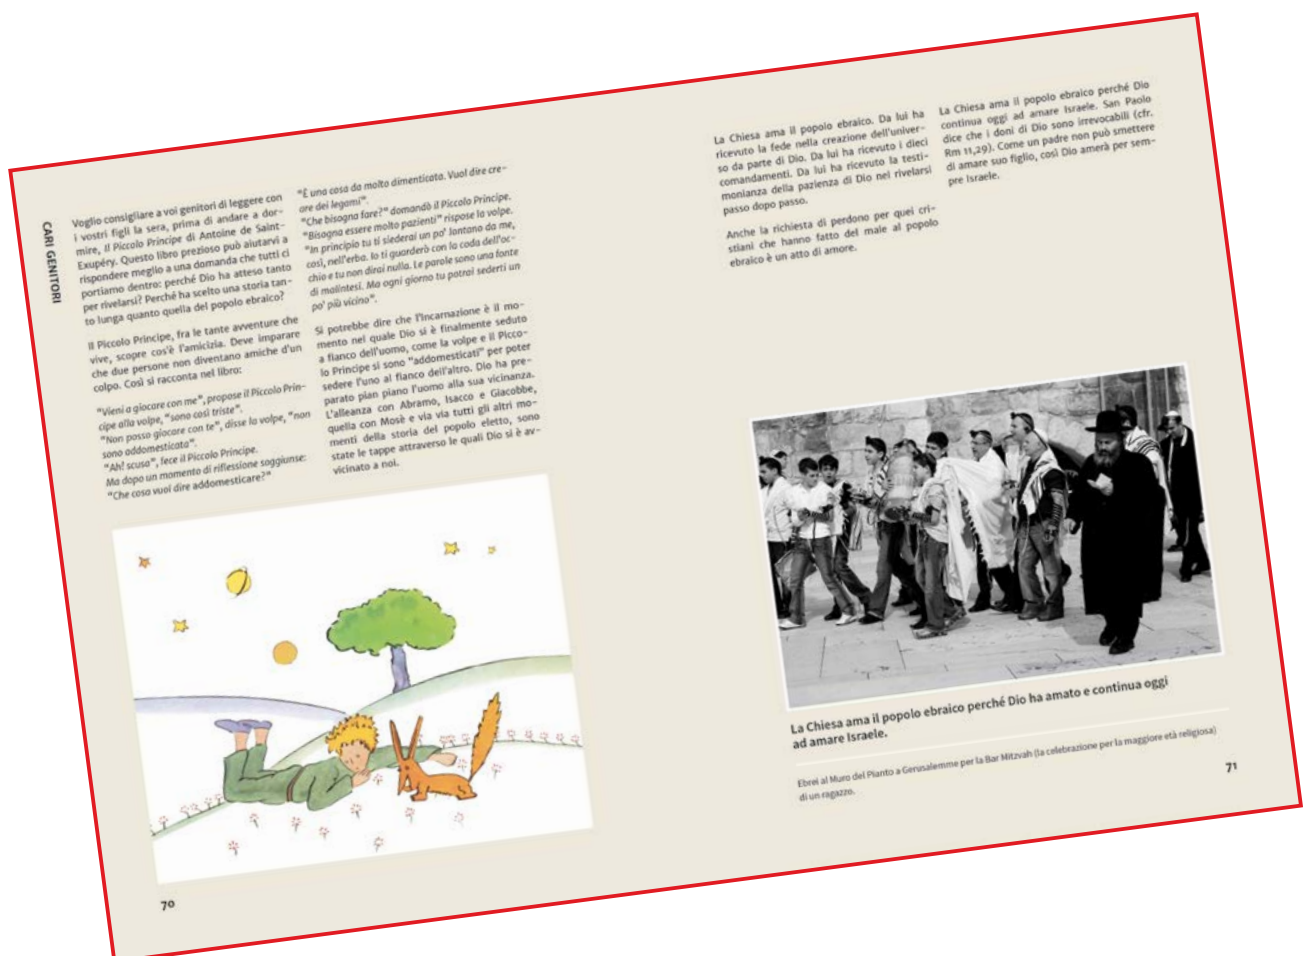 CARI GENITORI
Voglio consigliare a voi genitori di leggere con
i vostri figli la sera, prima di andare a dor-
mire, Il Piccolo Principe di Antoine de Saint-
Exupéry. Questo libro prezioso può aiutarvi a
rispondere meglio a una domanda che tutti ci
portiamo dentro: perché Dio ha atteso tanto
per rivelarsi? Perché ha scelto una storia tan-
to lunga quanto quella del popolo ebraico?
Il Piccolo Principe, fra le tante avventure che
vive, scopre cos'è l'amicizia. Deve imparare
che due persone non diventano amiche d'un
colpo. Così si racconta nel libro:
"Vieni a giocare con me", propose il Piccolo Prin-
cipe alla volpe, "sono così triste".
"Non posso giocare con te", disse la volpe, "non
sono addomesticata".
"Ah! scusa", fece il Piccolo Principe.
Ma dopo un momento di riflessione soggiunse:
"Che cosa vuol dire addomesticare?"
"È una cosa da molto dimenticata. Vuol dire cre-
are dei legami".
"Che bisogna fare?" domandò il Piccolo Principe.
"Bisogna essere molto pazienti" rispose la volpe.
"In principio tu ti siederai un po' lontano da me,
così, nell'erba. Io ti guarderò con la coda dell'oc-
chio e tu non dirai nulla. Le parole sono una fonte
di malintesi. Ma ogni giorno tu potrai sederti un
po' più vicino".
Si potrebbe dire che l'Incarnazione è il mo-
mento nel quale Dio si è finalmente seduto
a fianco dell'uomo, come la volpe e il Picco-
lo Principe si sono "addomesticati" per poter
sedere l'uno al fianco dell'altro. Dio ha pre-
parato pian piano l'uomo alla sua vicinanza.
L'alleanza con Abramo, Isacco e Giacobbe,
quella con Mosè e via via tutti gli altri mo-
menti della storia del popolo eletto, sono
state le tappe attraverso le quali Dio si è av-
vicinato a noi.
70
La Chiesa ama il popolo ebraico. Da lui ha
ricevuto la fede nella creazione dell'univer-
so da parte di Dio. Da lui ha ricevuto i dieci
comandamenti. Da lui ha ricevuto la testi-
monianza della pazienza di Dio nel rivelarsi
passo dopo passo.
Anche la richiesta di perdono per quei cri-
stiani che hanno fatto del male al popolo
ebraico è un atto di amore.
La Chiesa ama il popolo ebraico perché Dio
continua oggi ad amare Israele. San Paolo
dice che i doni di Dio sono irrevocabili (cfr.
Rm 11,29). Come un padre non può smettere
di amare suo figlio, così Dio amerà per sem-
pre Israele.
La Chiesa ama il popolo ebraico perché Dio ha amato e continua oggi
ad amare Israele.
Ebrei al Muro del Pianto a Gerusalemme per la Bar Mitzvah (la celebrazione per la maggiore età religiosa)
di un ragazzo.
71